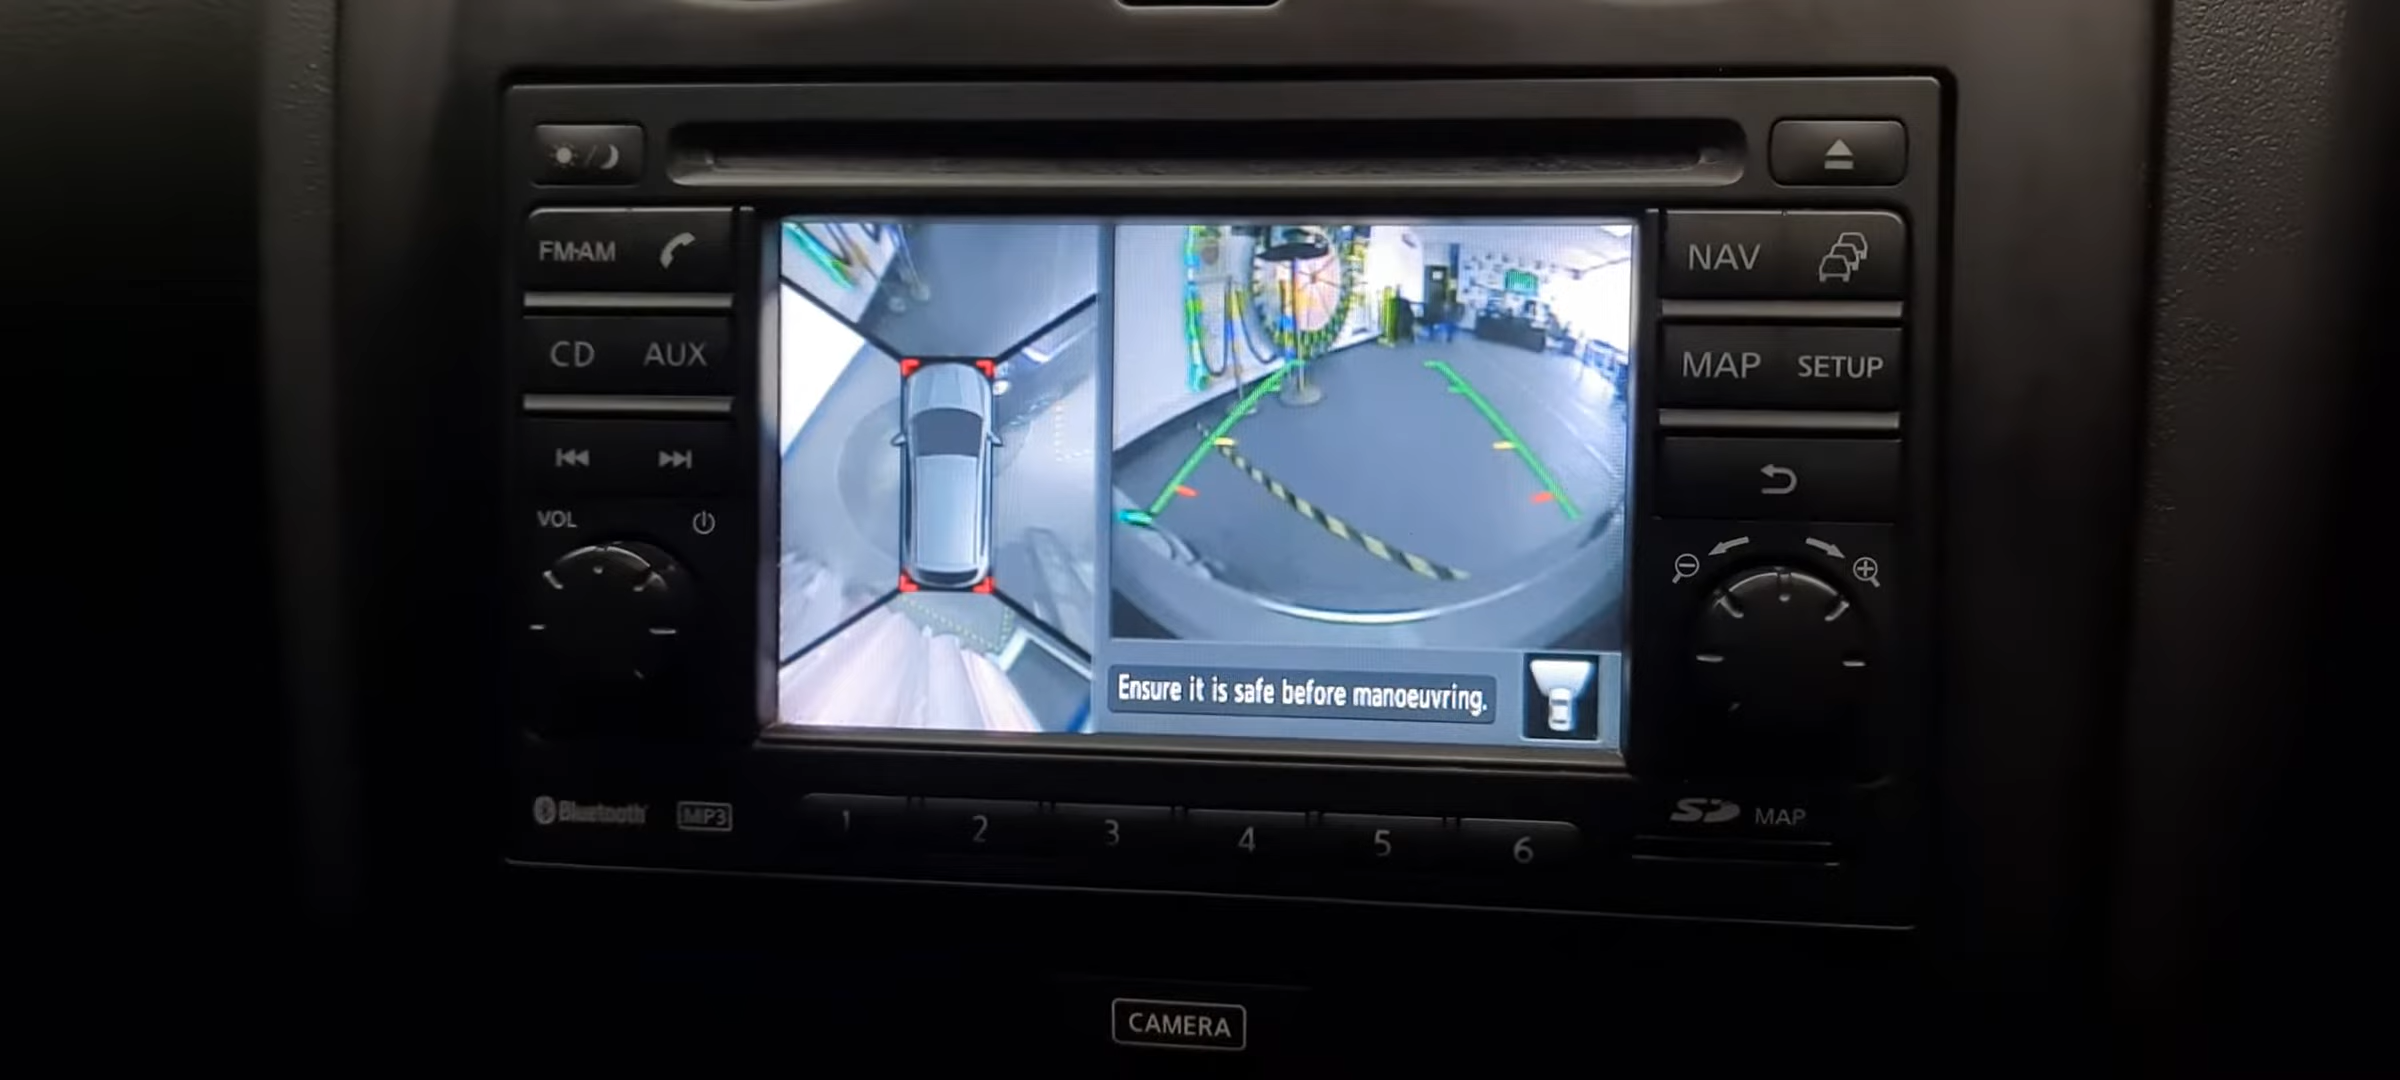 FM·AM
NAV
CD AUX
MAP SETUP
VOL
Ensure it is safe before manoeuvring.
Bluetooth MP3
1 2 3 4 5 6
SD MAP
CAMERA